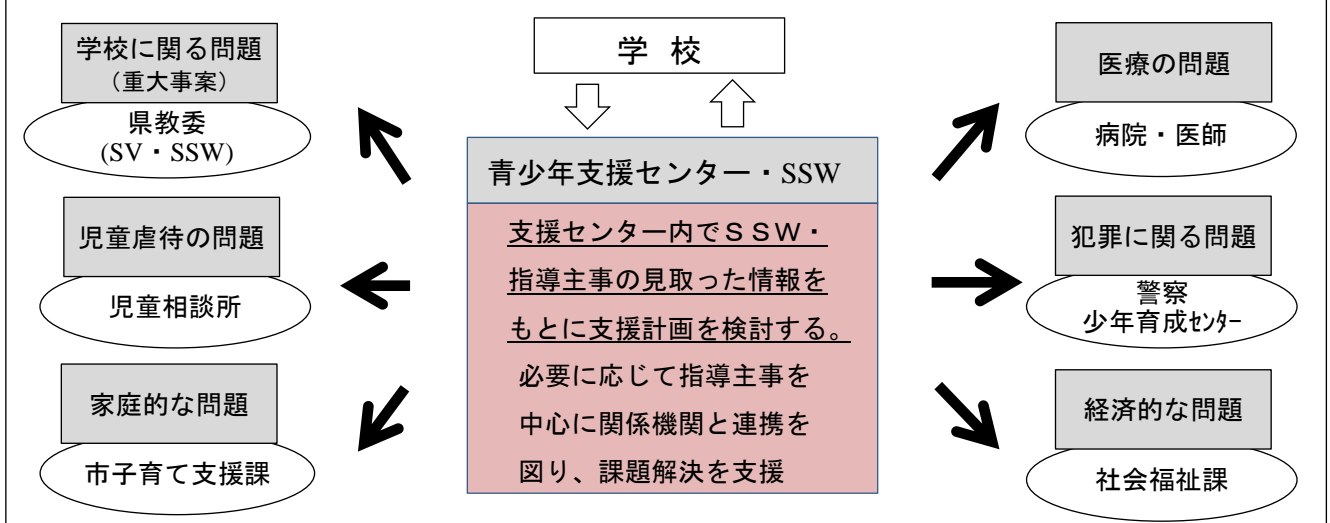 学校に関る問題
（重大事案）
県教委
(SV・SSW)
児童虐待の問題
児童相談所
家庭的な問題
市子育て支援課
学 校
青少年支援センター・SSW
支援センター内でＳＳＷ・
指導主事の見取った情報を
もとに支援計画を検討する。
必要に応じて指導主事を
中心に関係機関と連携を
図り、課題解決を支援
医療の問題
病院・医師
犯罪に関る問題
警察
少年育成ｾﾝﾀｰ
経済的な問題
社会福祉課